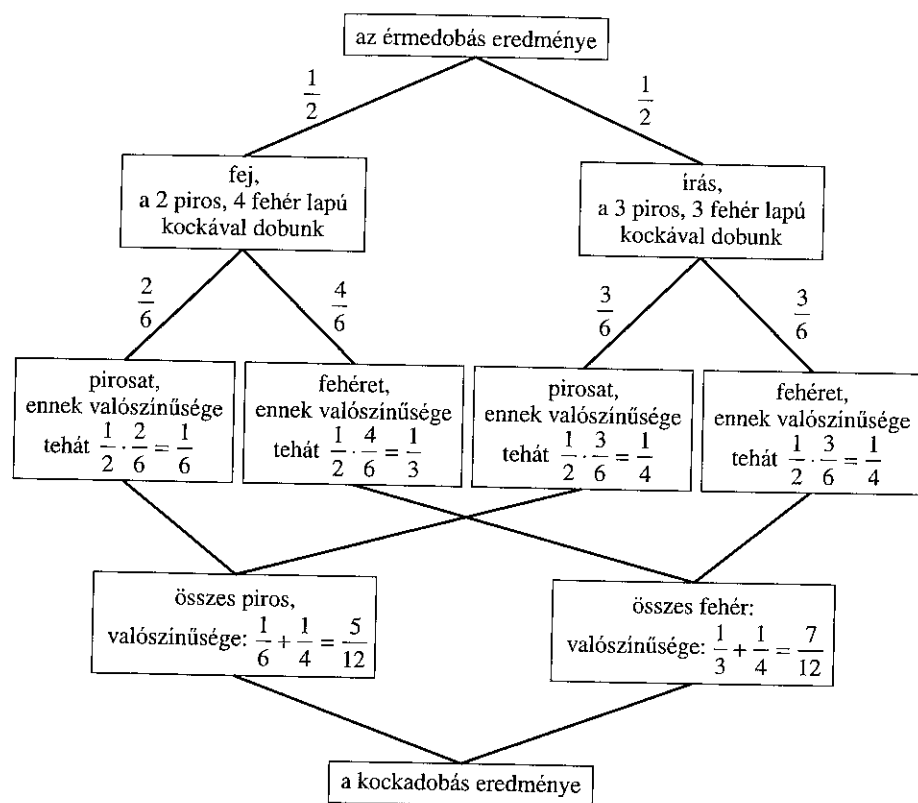 az érmedobás eredménye
1/2 1/2
fej,
a 2 piros, 4 fehér lapú
kockával dobunk
írás,
a 3 piros, 3 fehér lapú
kockával dobunk
2/6 4/6 3/6 3/6
pirosat,
ennek valószínűsége
tehát 1/2 · 2/6 = 1/6
fehéret,
ennek valószínűsége
tehát 1/2 · 4/6 = 1/3
pirosat,
ennek valószínűsége
tehát 1/2 · 3/6 = 1/4
fehéret,
ennek valószínűsége
tehát 1/2 · 3/6 = 1/4
összes piros,
valószínűsége: 1/6 + 1/4 = 5/12
összes fehér:
valószínűsége: 1/3 + 1/4 = 7/12
a kockadobás eredménye